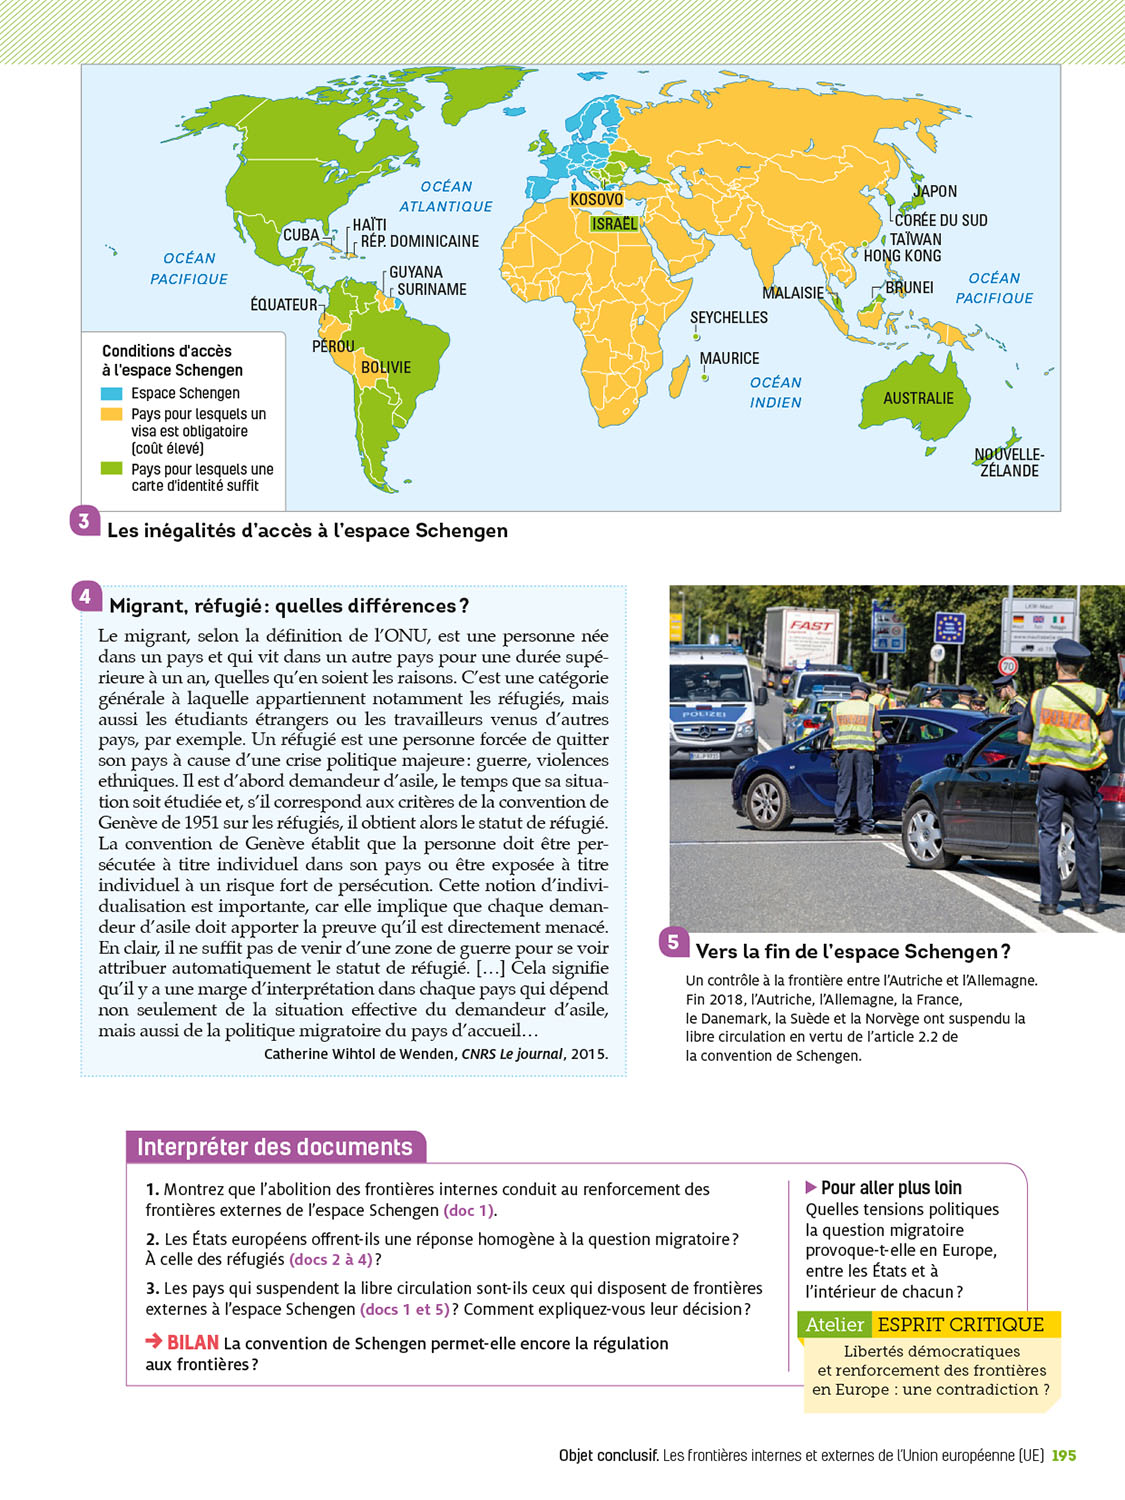 OCÉAN
ATLANTIQUE
OCÉAN
PACIFIQUE
CUBA
HAÏTI
RÉP. DOMINICAINE
GUYANA
SURINAME
ÉQUATEUR
PÉROU
BOLIVIE
KOSOVO
ISRAËL
JAPON
CORÉE DU SUD
TAÏWAN
HONG KONG
OCÉAN
PACIFIQUE
MALAISIE
BRUNEI
SEYCHELLES
MAURICE
OCÉAN
INDIEN
AUSTRALIE
NOUVELLE-
ZÉLANDE
Conditions d'accès
à l'espace Schengen
Espace Schengen
Pays pour lesquels un
visa est obligatoire
(coût élevé)
Pays pour lesquels une
carte d'identité suffit
3 Les inégalités d'accès à l'espace Schengen
4 Migrant, réfugié : quelles différences ?
Le migrant, selon la définition de l'ONU, est une personne née
dans un pays et qui vit dans un autre pays pour une durée supé-
rieure à un an, quelles qu'en soient les raisons. C'est une catégorie
générale à laquelle appartiennent notamment les réfugiés, mais
aussi les étudiants étrangers ou les travailleurs venus d'autres
pays, par exemple. Un réfugié est une personne forcée de quitter
son pays à cause d'une crise politique majeure : guerre, violences
ethniques. Il est d'abord demandeur d'asile, le temps que sa situa-
tion soit étudiée et, s'il correspond aux critères de la convention de
Genève de 1951 sur les réfugiés, il obtient alors le statut de réfugié.
La convention de Genève établit que la personne doit être per-
sécutée à titre individuel dans son pays ou être exposée à titre
individuel à un risque fort de persécution. Cette notion d'indivi-
dualisation est importante, car elle implique que chaque deman-
deur d'asile doit apporter la preuve qu'il est directement menacé.
En clair, il ne suffit pas de venir d'une zone de guerre pour se voir
attribuer automatiquement le statut de réfugié. […] Cela signifie
qu'il y a une marge d'interprétation dans chaque pays qui dépend
non seulement de la situation effective du demandeur d'asile,
mais aussi de la politique migratoire du pays d'accueil…
Catherine Wihtol de Wenden, CNRS Le journal, 2015.
FAST
POLIZEI
LKW-Maut
70
5 Vers la fin de l'espace Schengen ?
Un contrôle à la frontière entre l'Autriche et l'Allemagne.
Fin 2018, l'Autriche, l'Allemagne, la France,
le Danemark, la Suède et la Norvège ont suspendu la
libre circulation en vertu de l'article 2.2 de
la convention de Schengen.
Interpréter des documents
1. Montrez que l'abolition des frontières internes conduit au renforcement des
frontières externes de l'espace Schengen (doc 1).
2. Les États européens offrent-ils une réponse homogène à la question migratoire ?
À celle des réfugiés (docs 2 à 4) ?
3. Les pays qui suspendent la libre circulation sont-ils ceux qui disposent de frontières
externes à l'espace Schengen (docs 1 et 5) ? Comment expliquez-vous leur décision ?
→ BILAN La convention de Schengen permet-elle encore la régulation
aux frontières ?
▶ Pour aller plus loin
Quelles tensions politiques
la question migratoire
provoque-t-elle en Europe,
entre les États et à
l'intérieur de chacun ?
Atelier ESPRIT CRITIQUE
Libertés démocratiques
et renforcement des frontières
en Europe : une contradiction ?
Objet conclusif. Les frontières internes et externes de l'Union européenne (UE) 195